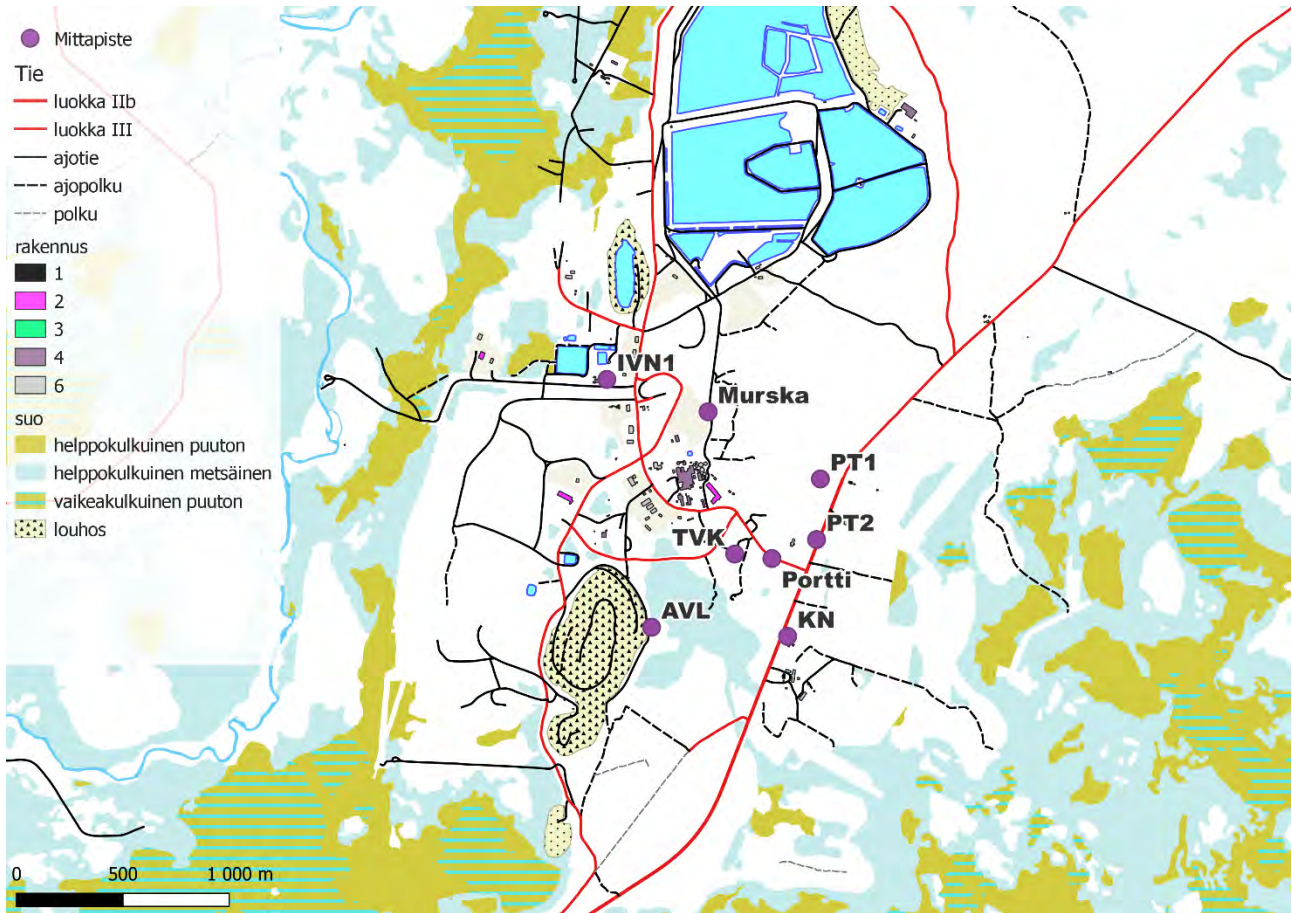 Mittapiste
Tie
luokka IIb
luokka III
ajotie
ajopolku
polku
rakennus
1
2
3
4
6
suo
helppokulkuinen puuton
helppokulkuinen metsäinen
vaikeakulkuinen puuton
louhos
IVN1
Murska
PT1
PT2
TVK
Portti
AVL
KN
0 500 1 000 m